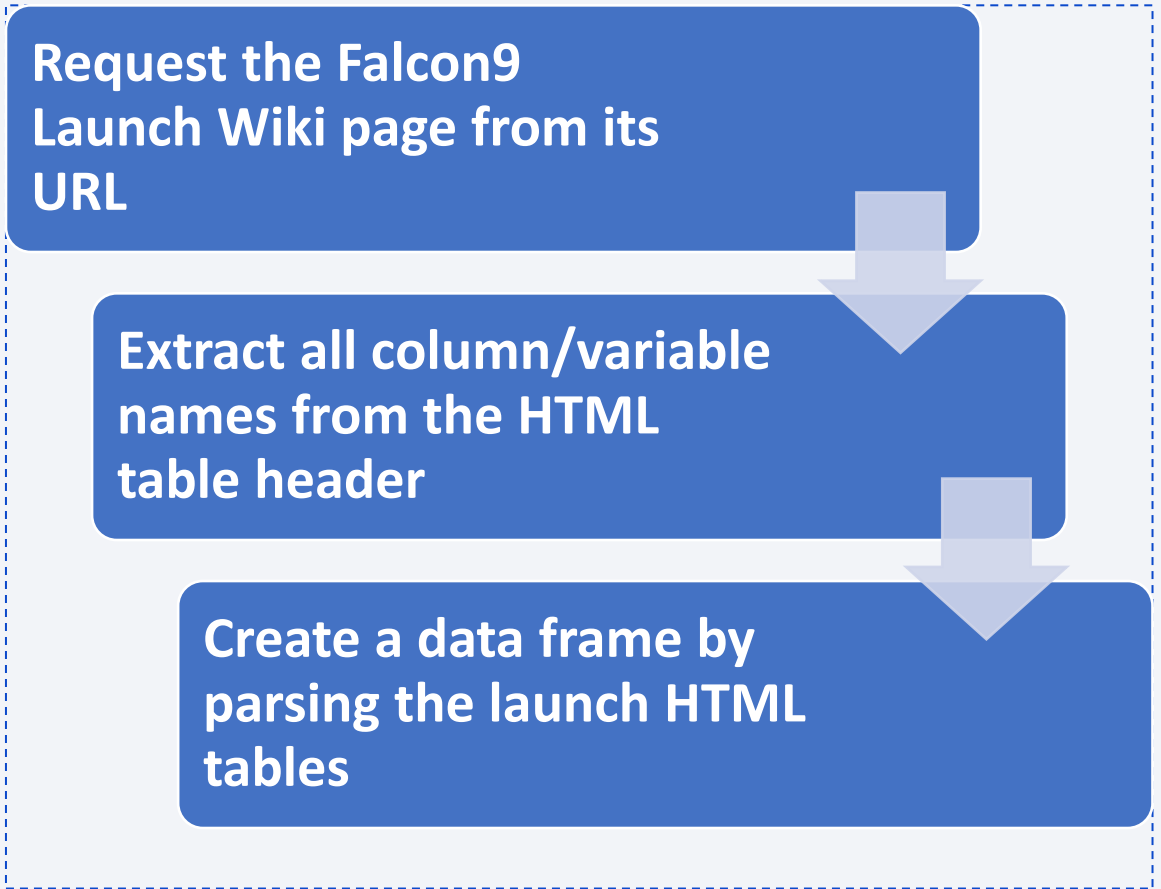 Request the Falcon9
Launch Wiki page from its
URL
Extract all column/variable
names from the HTML
table header
Create a data frame by
parsing the launch HTML
tables